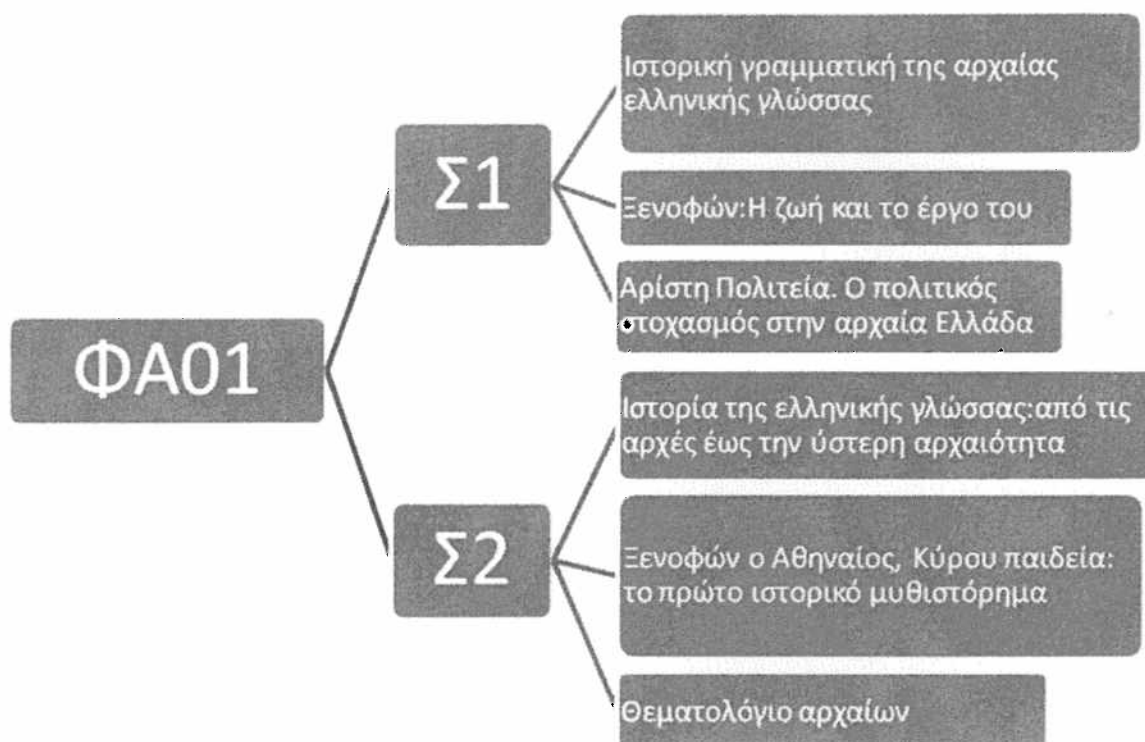 ΦΑ01
Σ1
Ιστορική γραμματική της αρχαίας
ελληνικής γλώσσας
Ξενοφών:Η ζωή και το έργο του
Αρίστη Πολιτεία. Ο πολιτικός
στοχασμός στην αρχαία Ελλάδα
Σ2
Ιστορία της ελληνικής γλώσσας:από τις
αρχές έως την ύστερη αρχαιότητα
Ξενοφών ο Αθηναίος, Κύρου παιδεία:
το πρώτο ιστορικό μυθιστόρημα
Θεματολόγιο αρχαίων